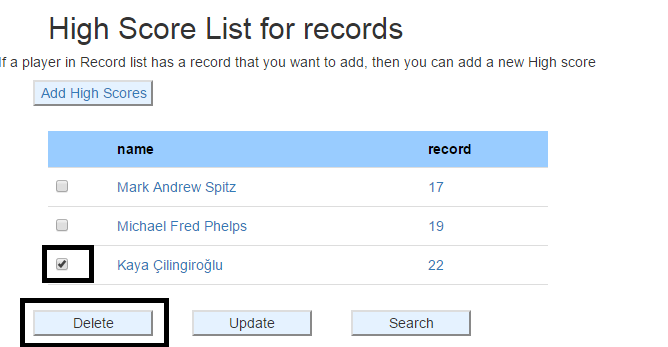 High Score List for records
If a player in Record list has a record that you want to add, then you can add a new High score
Add High Scores
name record
Mark Andrew Spitz 17
Michael Fred Phelps 19
Kaya Çilingiroğlu 22
Delete Update Search